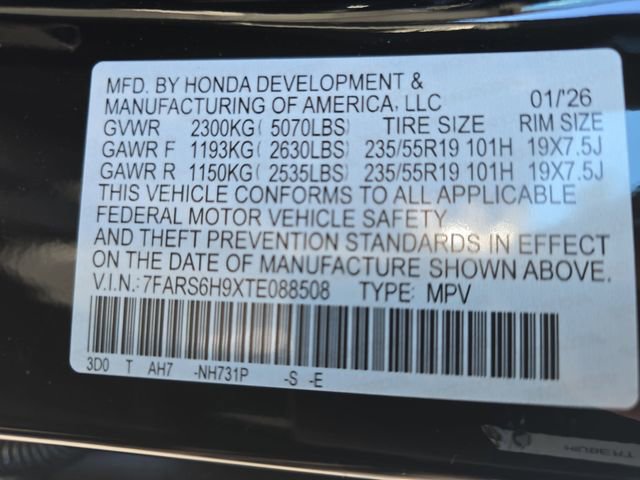 MFD. BY HONDA DEVELOPMENT &
MANUFACTURING OF AMERICA, LLC 01/'26
GVWR 2300KG( 5070LBS) TIRE SIZE RIM SIZE
GAWR F 1193KG( 2630LBS) 235/55R19 101H 19X7.5J
GAWR R 1150KG( 2535LBS) 235/55R19 101H 19X7.5J
THIS VEHICLE CONFORMS TO ALL APPLICABLE
FEDERAL MOTOR VEHICLE SAFETY
AND THEFT PREVENTION STANDARDS IN EFFECT
ON THE DATE OF MANUFACTURE SHOWN ABOVE.
V.I.N.:7FARS6H9XTE088508 TYPE: MPV
3D0 T AH7 -NH731P -S -E